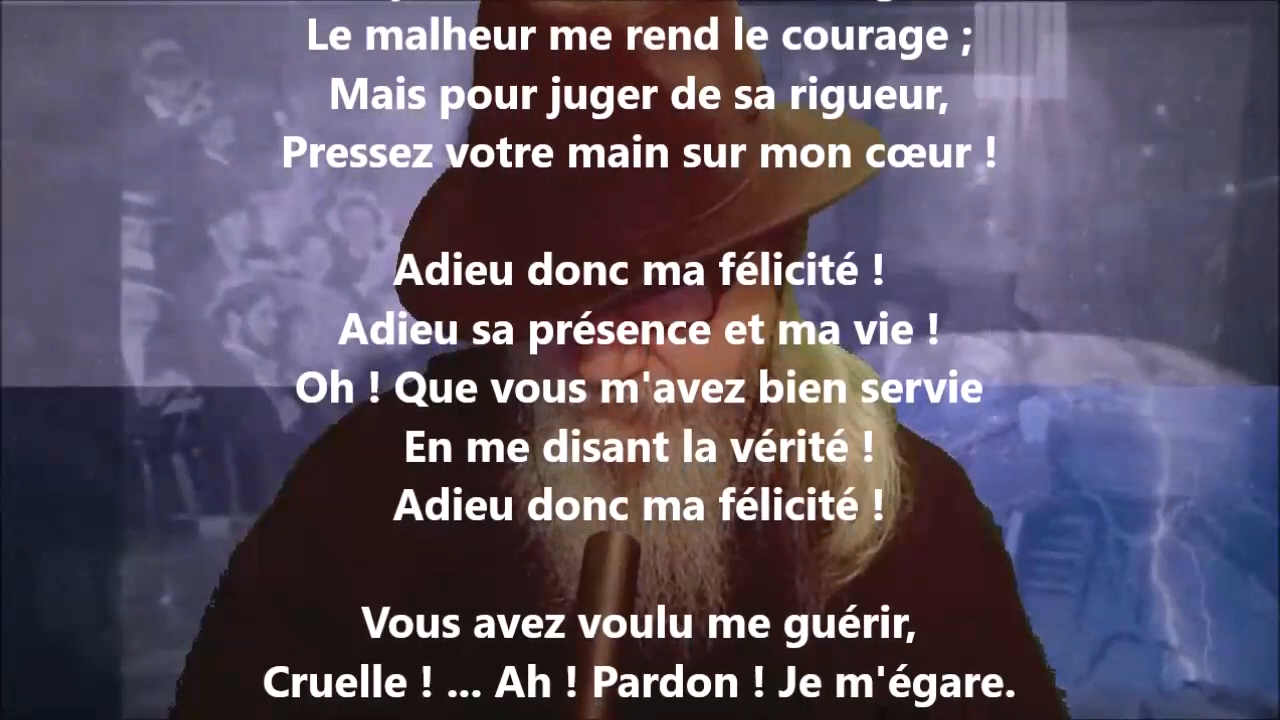 Le malheur me rend le courage ;
Mais pour juger de sa rigueur,
Pressez votre main sur mon cœur !
Adieu donc ma félicité !
Adieu sa présence et ma vie !
Oh ! Que vous m'avez bien servie
En me disant la vérité !
Adieu donc ma félicité !
Vous avez voulu me guérir,
Cruelle ! ... Ah ! Pardon ! Je m'égare.